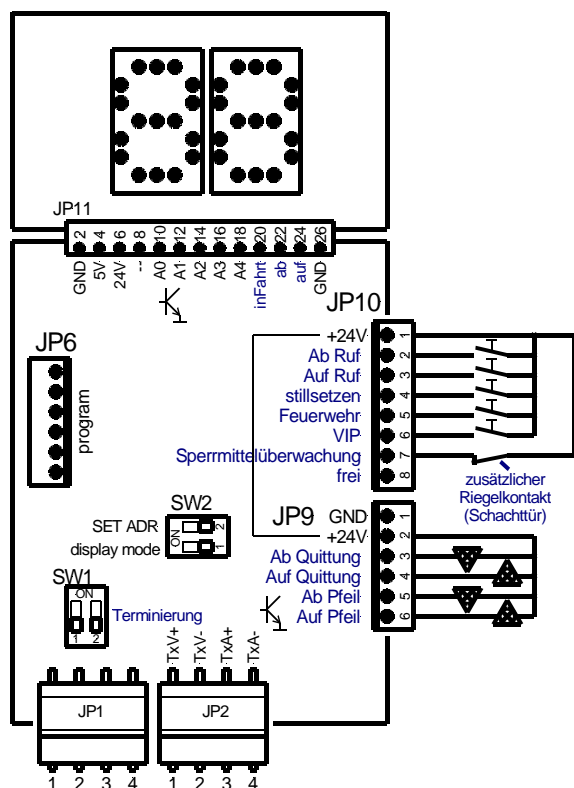 JP11
2 4 6 8 10 12 14 16 18 20 22 24 26
GND 5V 24V -- A0 A1 A2 A3 A4 inFahrt ab auf GND
JP10
+24V 1
Ab Ruf 2
Auf Ruf 3
stillsetzen 4
Feuerwehr 5
VIP 6
Sperrmittelüberwachung 7
frei 8
zusätzlicher
Riegelkontakt
(Schachttür)
JP6
program
SW2
SET ADR ON 2
display mode 1
JP9
GND 1
+24V 2
Ab Quittung 3
Auf Quittung 4
Ab Pfeil 5
Auf Pfeil 6
SW1
ON
1 2
Terminierung
TxV+ TxV- TxA+ TxA-
JP1 JP2
1 2 3 4 1 2 3 4